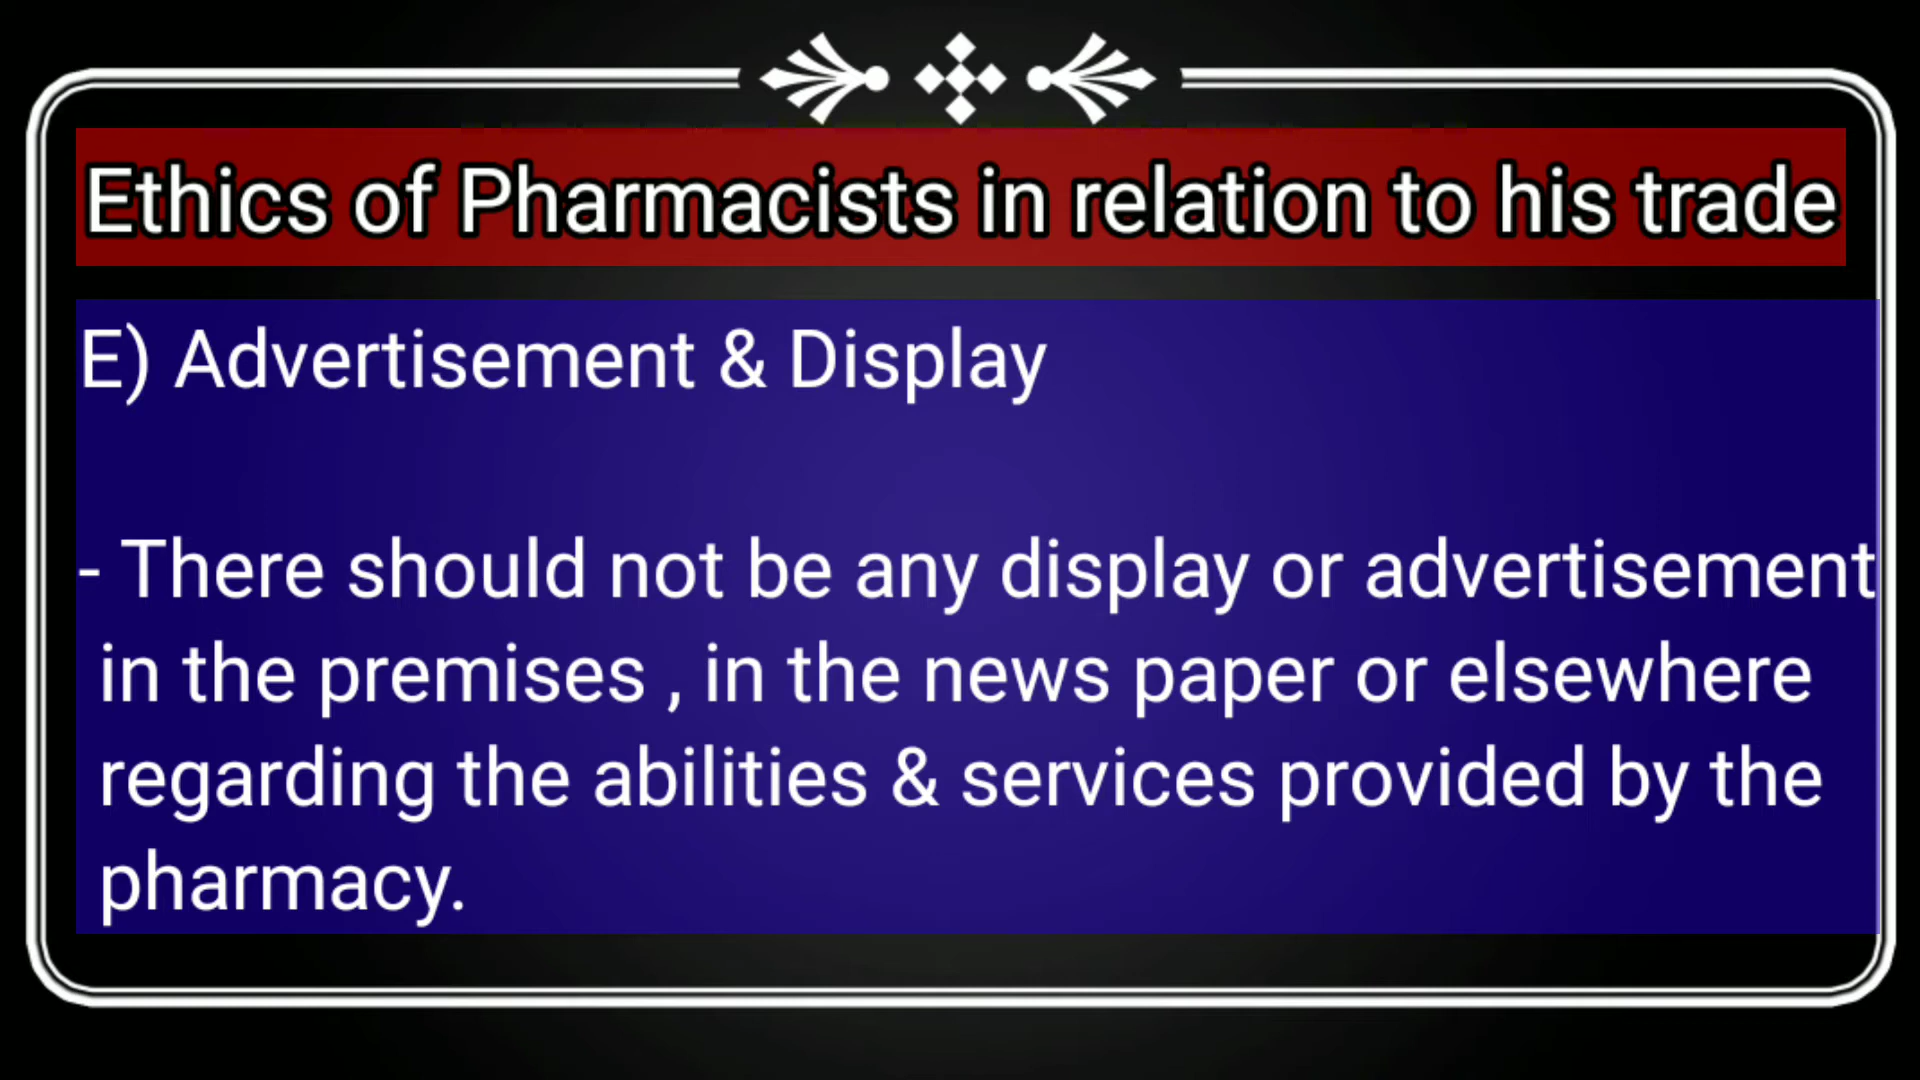 Ethics of Pharmacists in relation to his trade
E) Advertisement & Display
- There should not be any display or advertisement
in the premises , in the news paper or elsewhere
regarding the abilities & services provided by the
pharmacy.